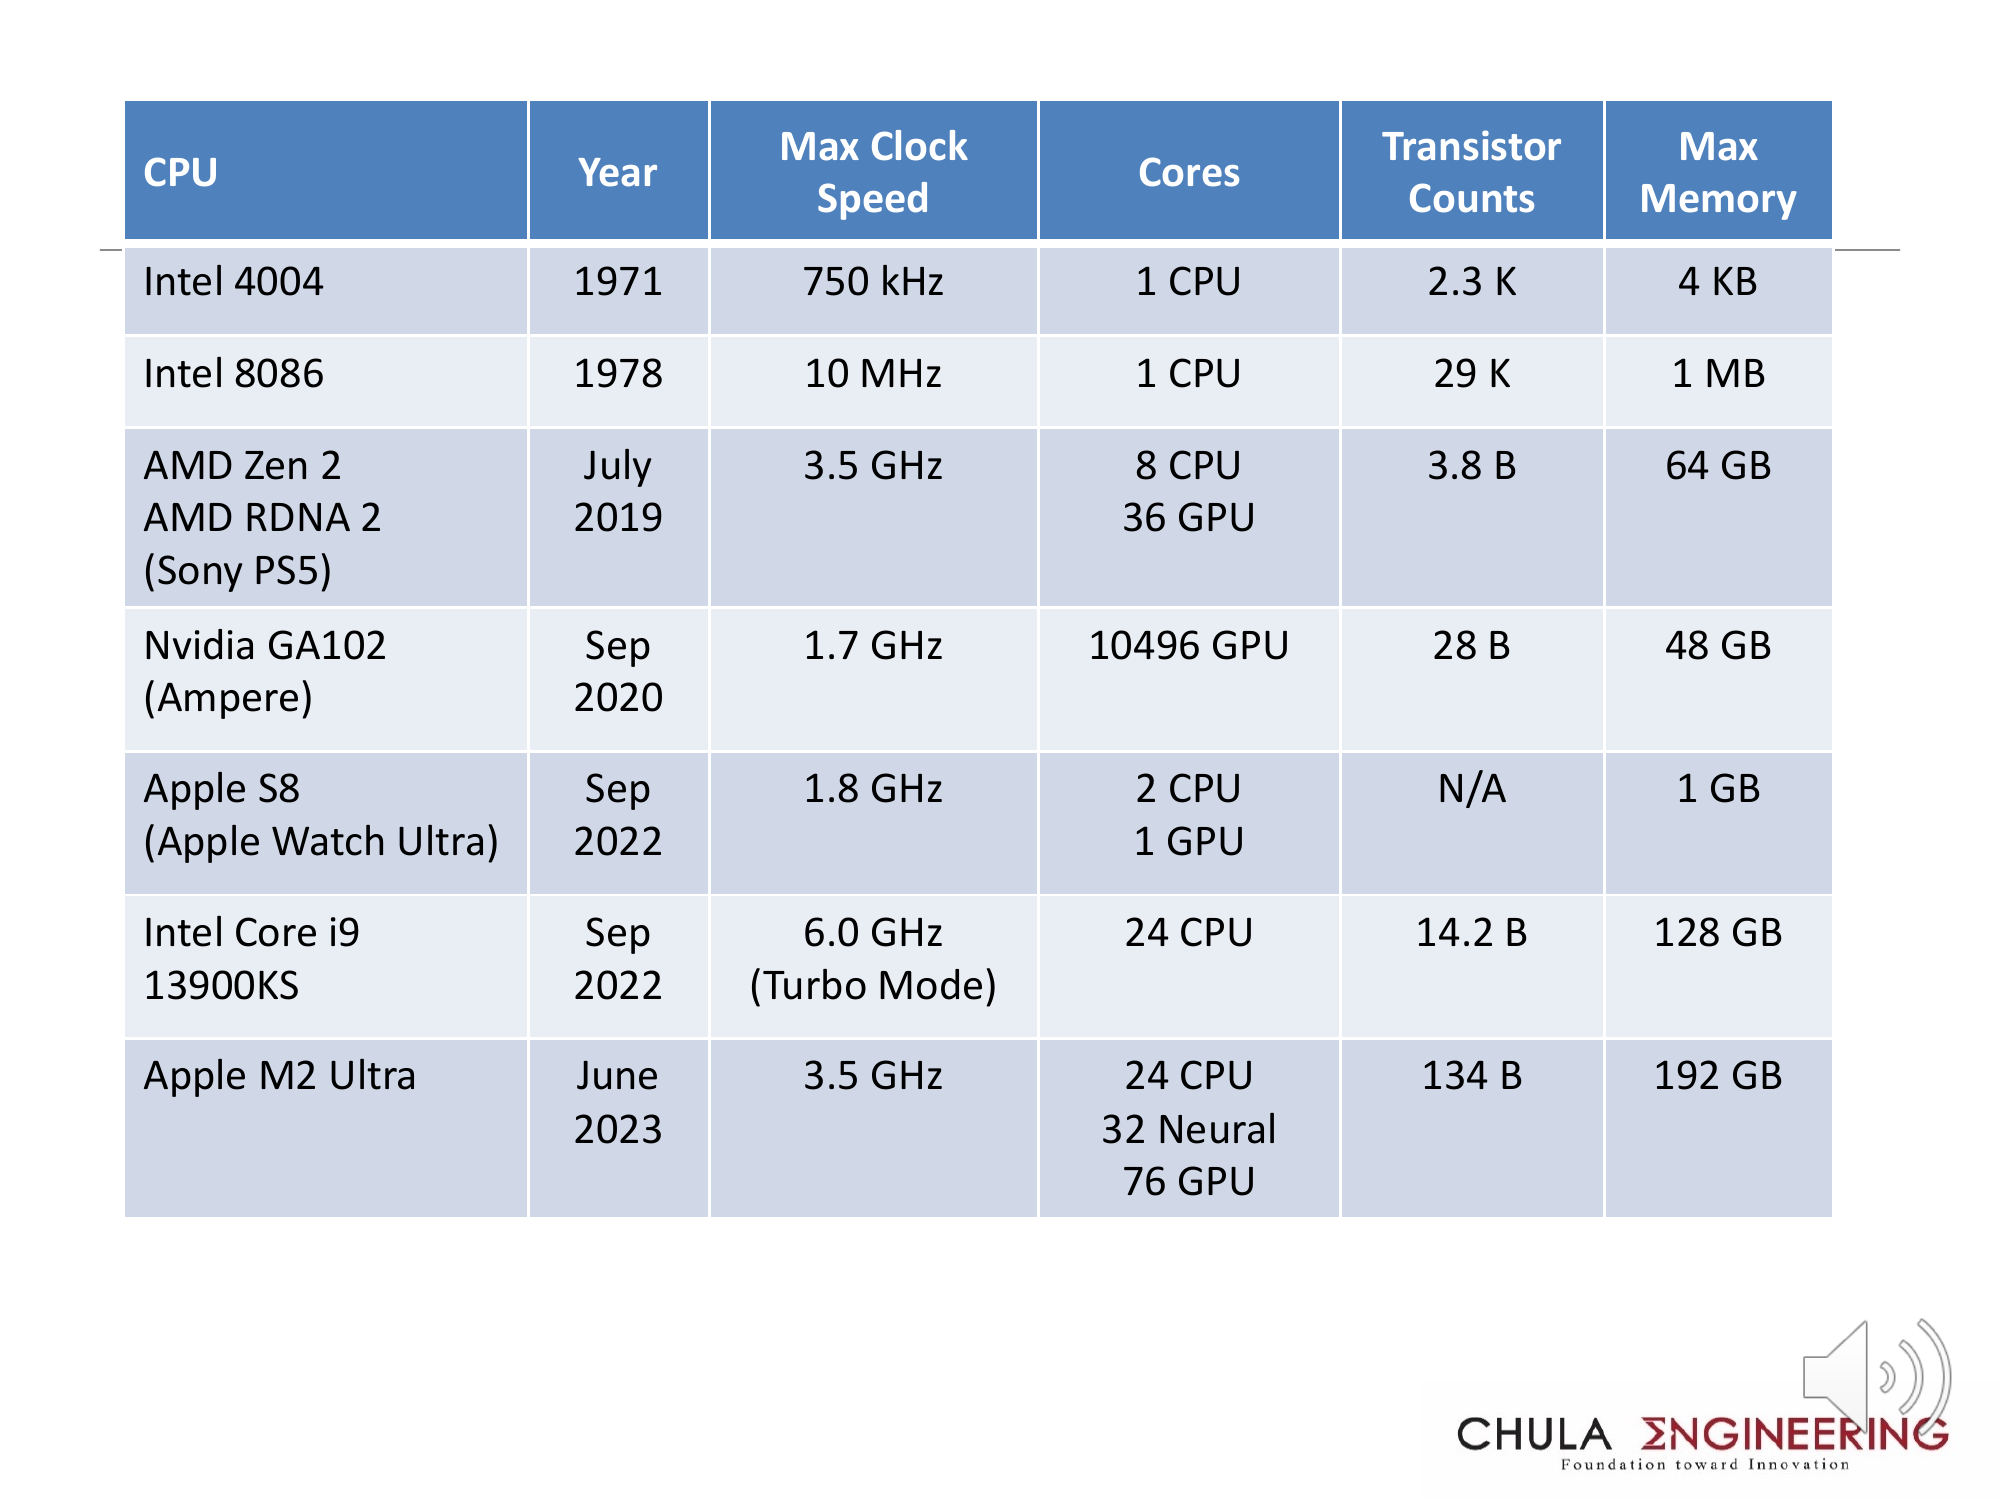 CPU
Year
Max Clock
Speed
Cores
Transistor
Counts
Max
Memory
Intel 4004
1971
750 kHz
1 CPU
2.3 K
4 KB
Intel 8086
1978
10 MHz
1 CPU
29 K
1 MB
AMD Zen 2
AMD RDNA 2
(Sony PS5)
July
2019
3.5 GHz
8 CPU
36 GPU
3.8 B
64 GB
Nvidia GA102
(Ampere)
Sep
2020
1.7 GHz
10496 GPU
28 B
48 GB
Apple S8
(Apple Watch Ultra)
Sep
2022
1.8 GHz
2 CPU
1 GPU
N/A
1 GB
Intel Core i9
13900KS
Sep
2022
6.0 GHz
(Turbo Mode)
24 CPU
14.2 B
128 GB
Apple M2 Ultra
June
2023
3.5 GHz
24 CPU
32 Neural
76 GPU
134 B
192 GB
CHULA ΣNGINEERING
Foundation toward Innovation